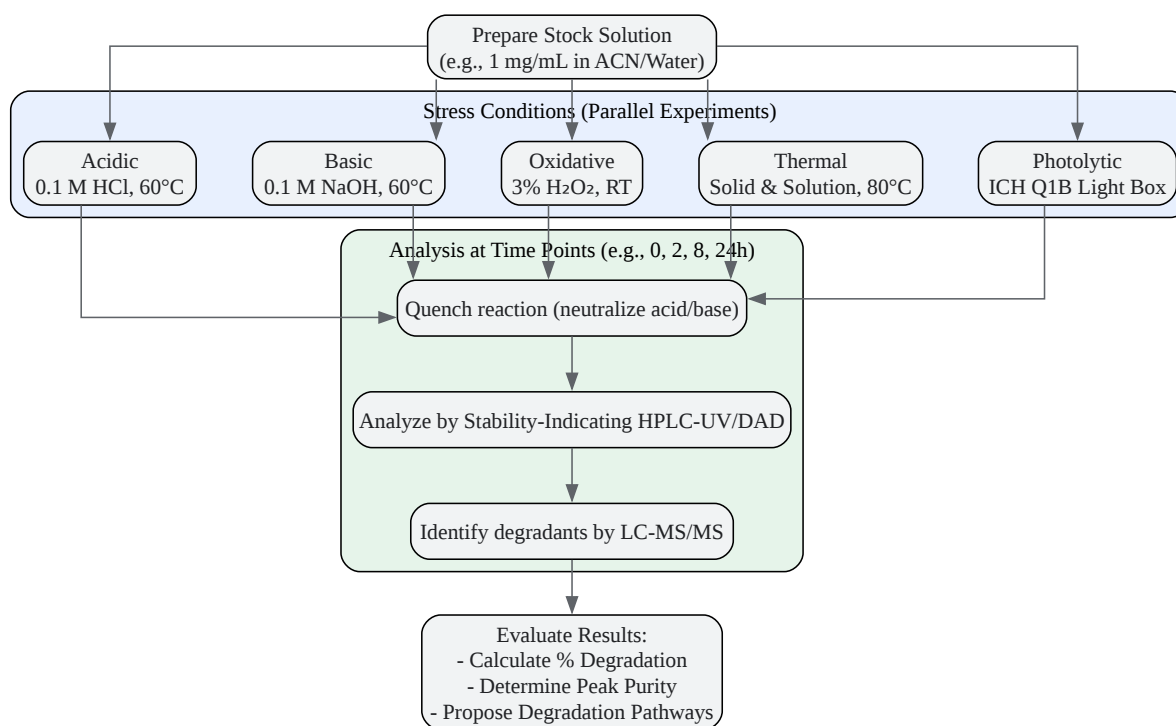 Prepare Stock Solution
(e.g., 1 mg/mL in ACN/Water)
Stress Conditions (Parallel Experiments)
Acidic
0.1 M HCl, 60°C
Basic
0.1 M NaOH, 60°C
Oxidative
3% H₂O₂, RT
Thermal
Solid & Solution, 80°C
Photolytic
ICH Q1B Light Box
Analysis at Time Points (e.g., 0, 2, 8, 24h)
Quench reaction (neutralize acid/base)
Analyze by Stability-Indicating HPLC-UV/DAD
Identify degradants by LC-MS/MS
Evaluate Results:
- Calculate % Degradation
- Determine Peak Purity
- Propose Degradation Pathways